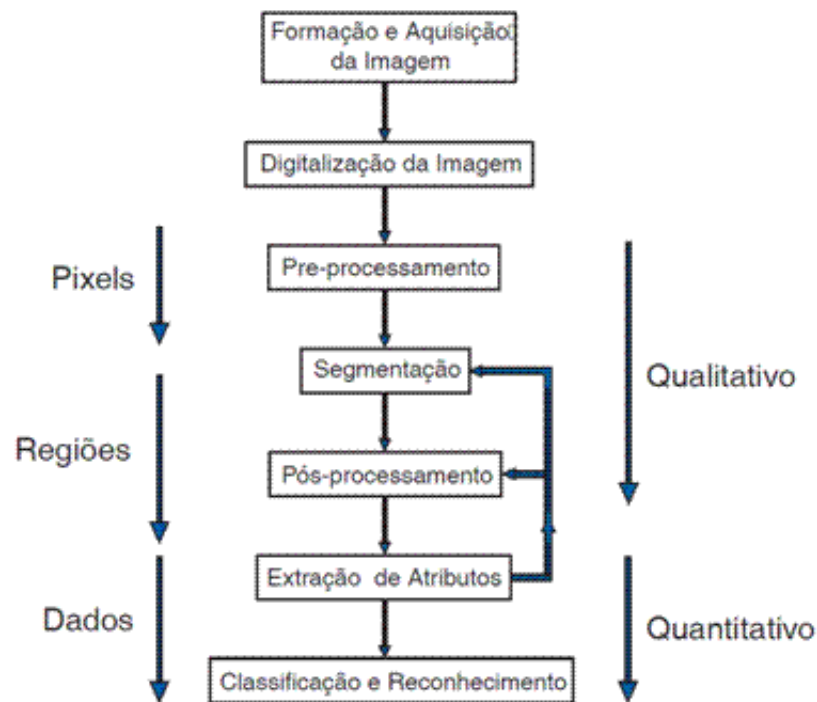 Formação e Aquisição
da Imagem
Digitalização da Imagem
Pre-processamento
Pixels
Segmentação
Qualitativo
Regiões
Pós-processamento
Extração de Atributos
Dados
Quantitativo
Classificação e Reconhecimento